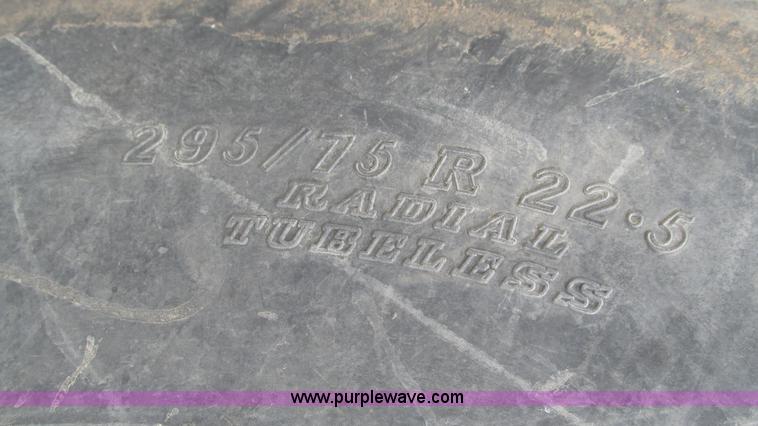 295/75 R 22.5
RADIAL
TUBELESS
www.purplewave.com